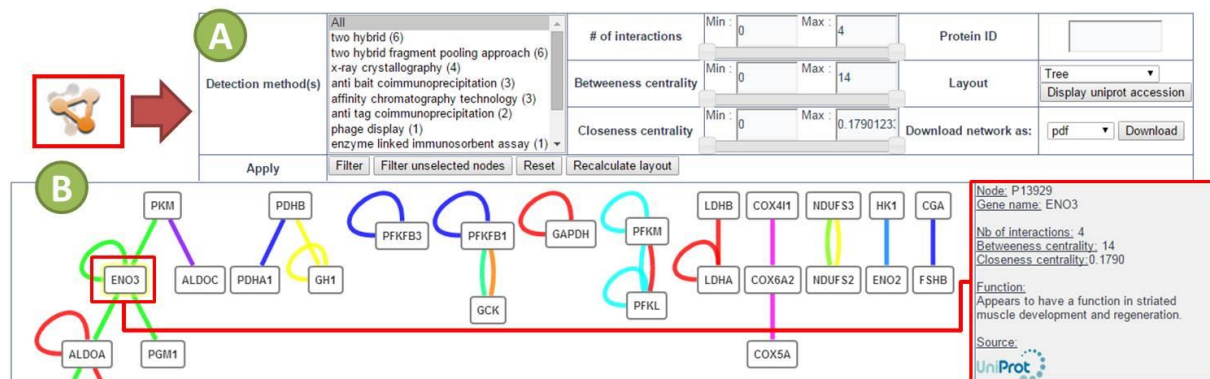 A
Detection method(s)
All
two hybrid (6)
two hybrid fragment pooling approach (6)
x-ray crystallography (4)
anti bait coimmunoprecipitation (3)
affinity chromatography technology (3)
anti tag coimmunoprecipitation (2)
phage display (1)
enzyme linked immunosorbent assay (1)
# of interactions
Min : 0 Max : 4
Protein ID
Betweeness centrality
Min : 0 Max : 14
Layout
Tree
Display uniprot accession
Closeness centrality
Min : 0 Max : 0.1790123
Download network as:
pdf Download
Apply
Filter Filter unselected nodes Reset Recalculate layout
B
PKM PDHB PFKFB3 PFKFB1 GAPDH PFKM LDHB COX4I1 NDUFS3 HK1 CGA
ENO3 ALDOC PDHA1 GH1 GCK PFKL LDHA COX6A2 NDUFS2 ENO2 FSHB
ALDOA PGM1 COX5A
Node: P13929
Gene name: ENO3
Nb of interactions: 4
Betweeness centrality: 14
Closeness centrality:0.1790
Function:
Appears to have a function in striated
muscle development and regeneration.
Source:
UniProt